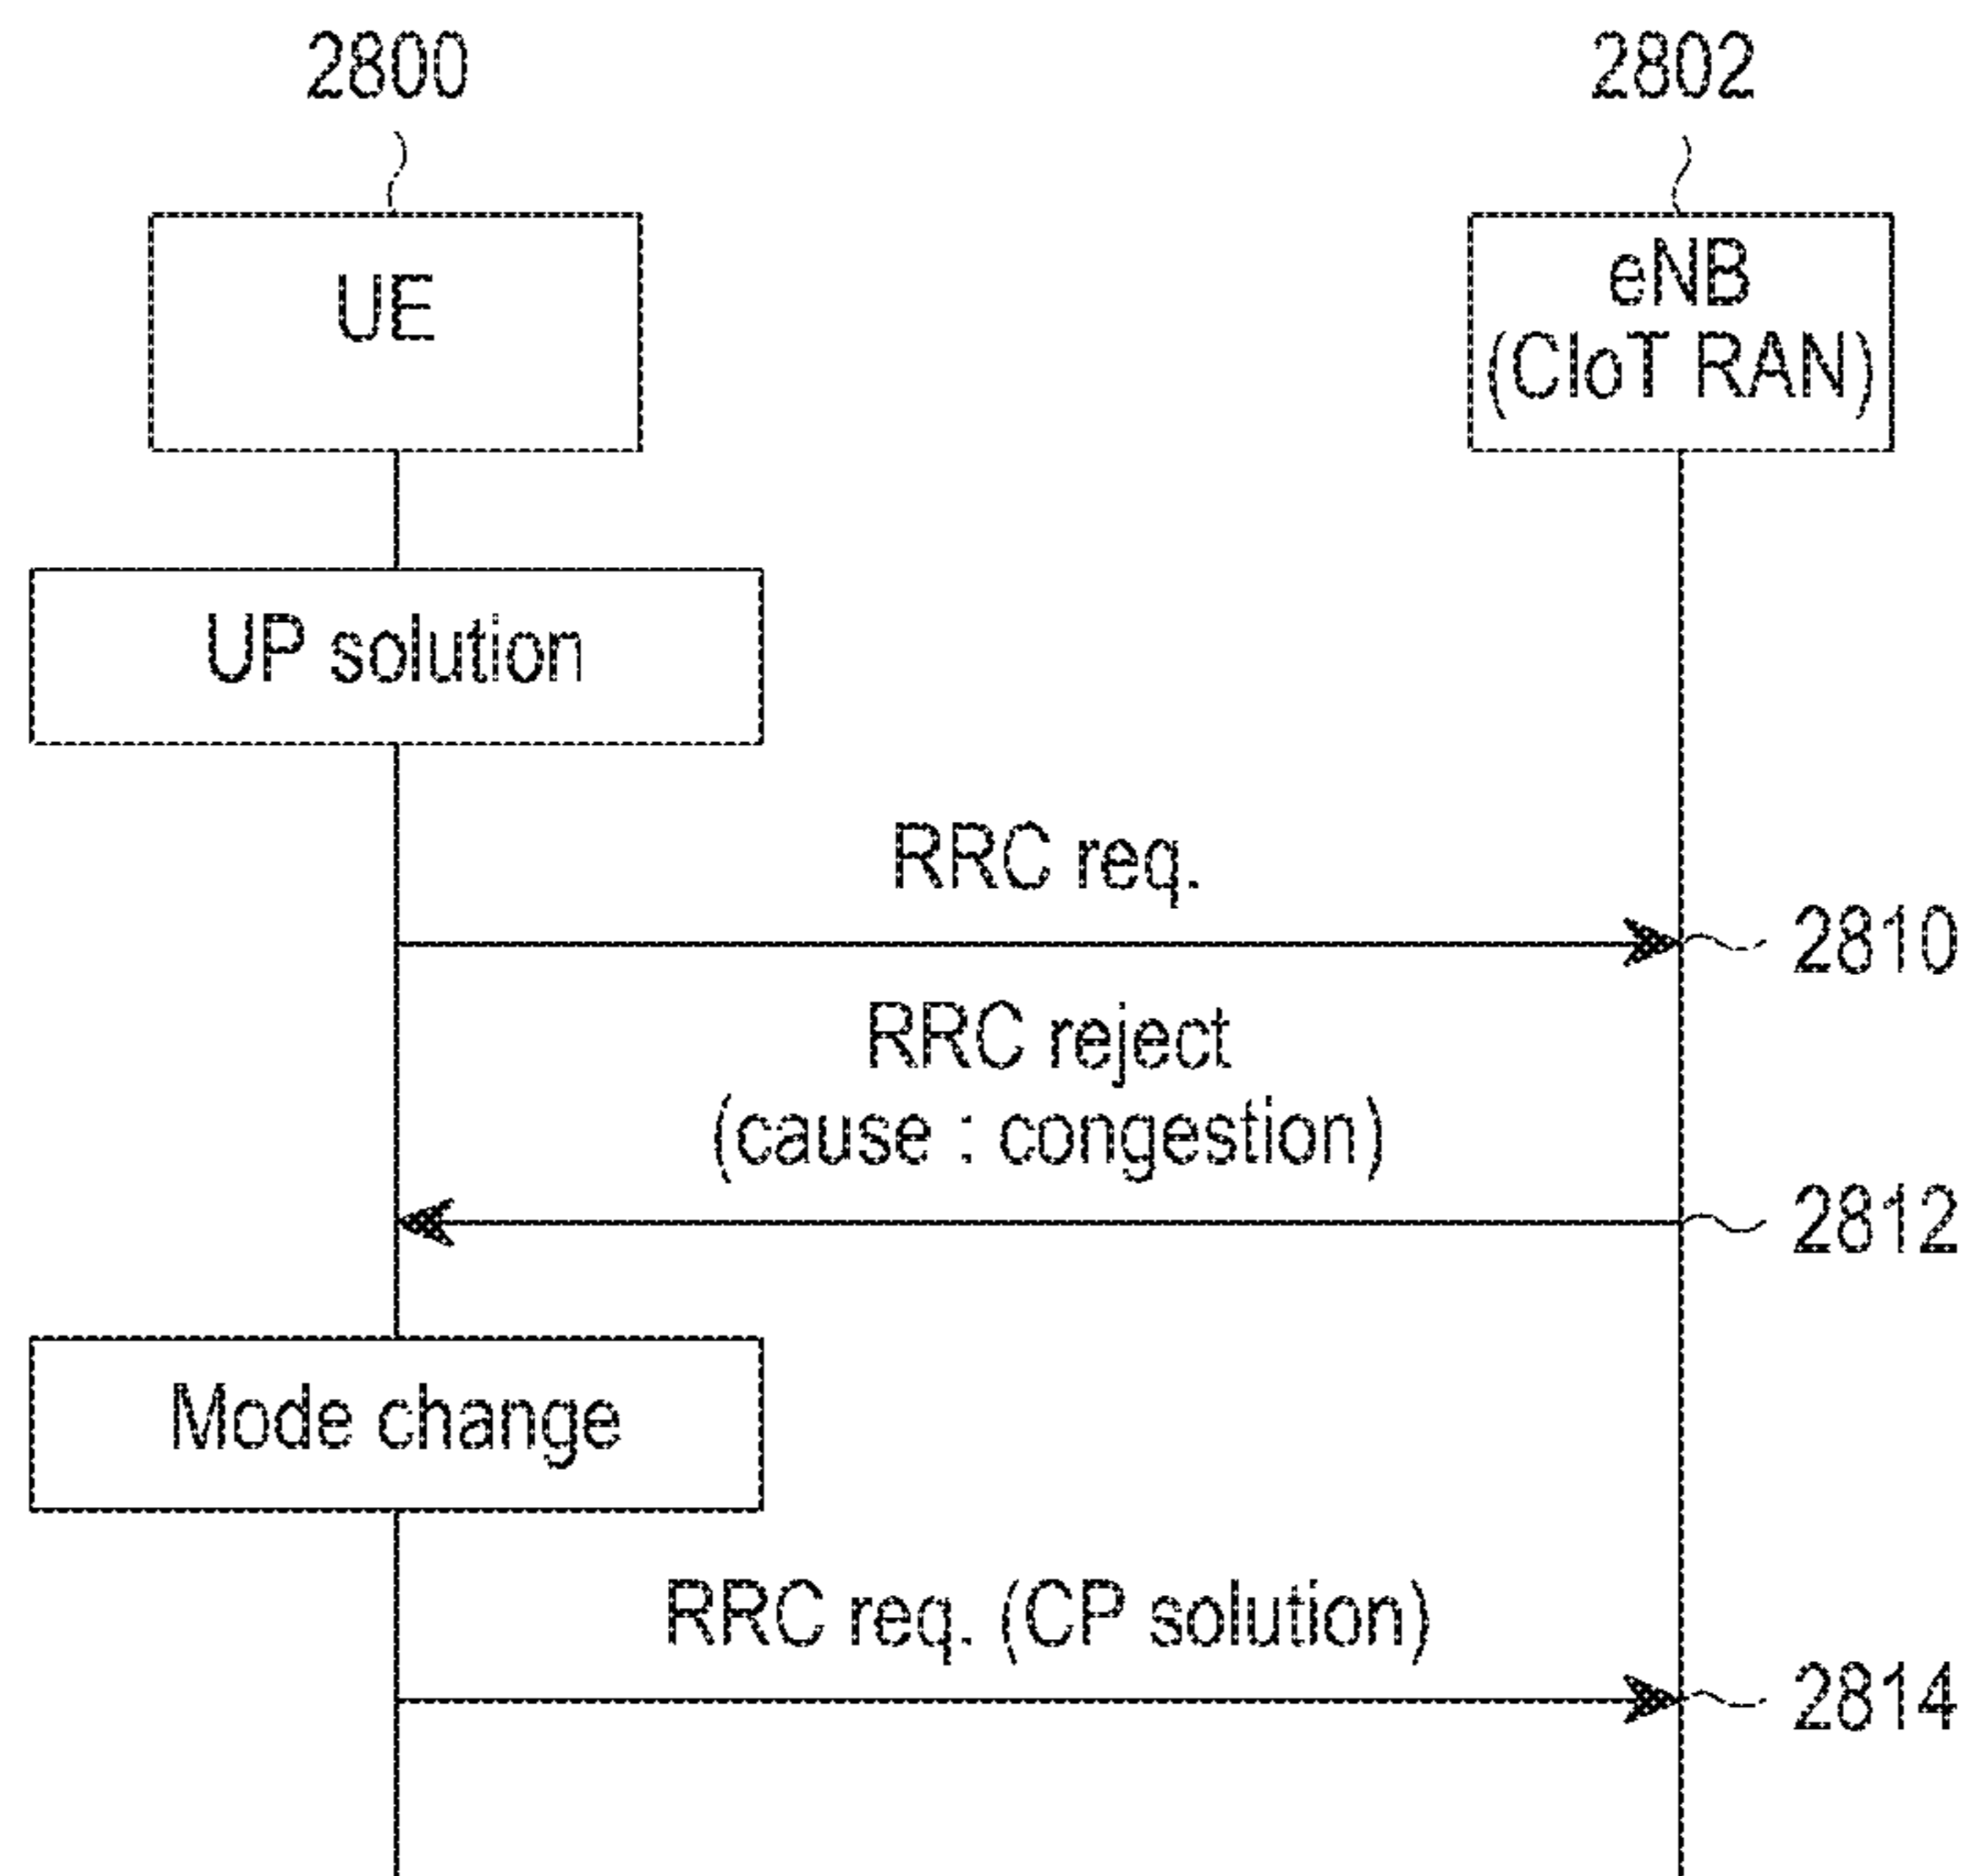 2800
2802
UE
eNB
(CIoT RAN)
UP solution
RRC req.
2810
RRC reject
(cause : congestion)
2812
Mode change
RRC req. (CP solution)
2814